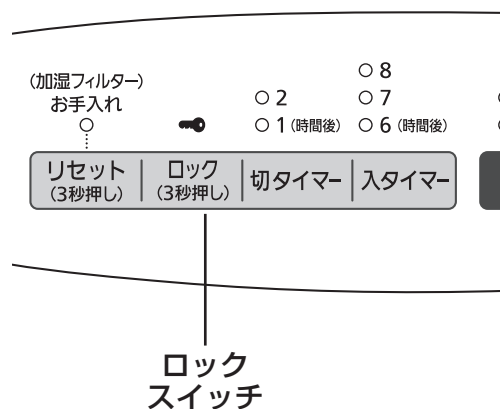 (加湿フィルター)
お手入れ
8
2
7
1(時間後)
6(時間後)
リセット
(3秒押し)
ロック
(3秒押し)
切タイマー
入タイマー
ロック
スイッチ